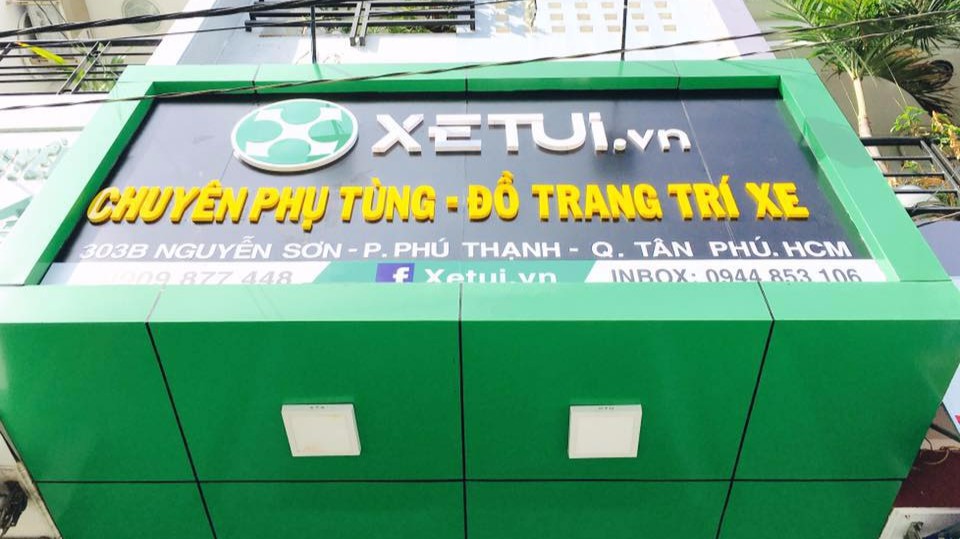 XETUI.vn
CHUYÊN PHỤ TÙNG - ĐỒ TRANG TRÍ XE
303B NGUYỄN SƠN - P. PHÚ THẠNH - Q. TÂN PHÚ. HCM
877 448 f Xetui.vn INBOX: 0944 853 106